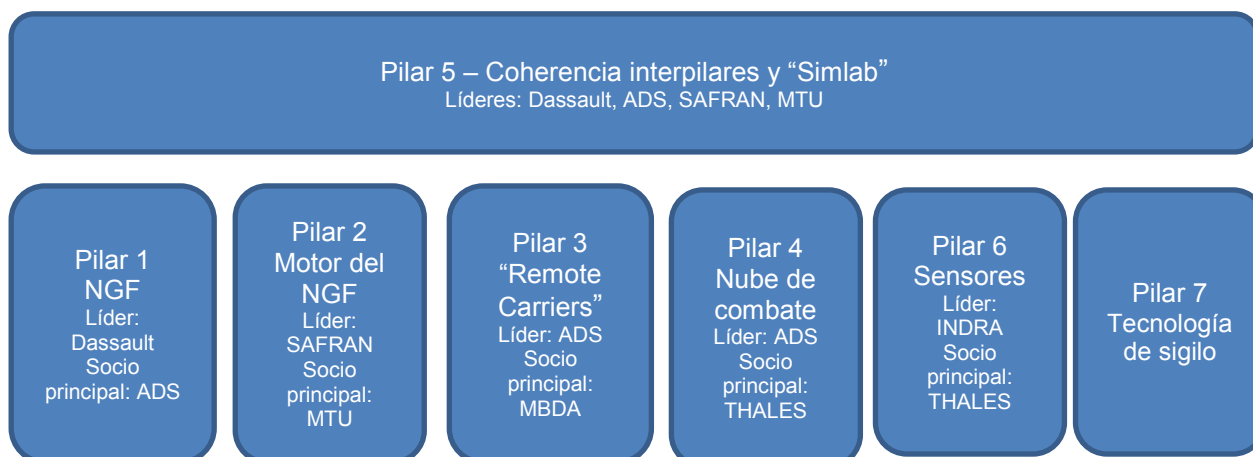 Pilar 5 – Coherencia interpilares y “Simlab”
Líderes: Dassault, ADS, SAFRAN, MTU
Pilar 1
NGF
Líder:
Dassault
Socio
principal: ADS
Pilar 2
Motor del
NGF
Líder:
SAFRAN
Socio
principal:
MTU
Pilar 3
“Remote
Carriers”
Líder: ADS
Socio
principal:
MBDA
Pilar 4
Nube de
combate
Líder: ADS
Socio
principal:
THALES
Pilar 6
Sensores
Líder:
INDRA
Socio
principal:
THALES
Pilar 7
Tecnología
de sigilo